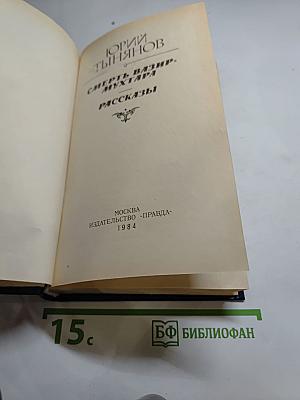 ЮРИЙ
ТЫНЯНОВ
СМЕРТЬ ВАЗИР-
МУХТАРА
РАССКАЗЫ
МОСКВА
ИЗДАТЕЛЬСТВО «ПРАВДА»
1984
15с
БФ БИБЛИОФАН